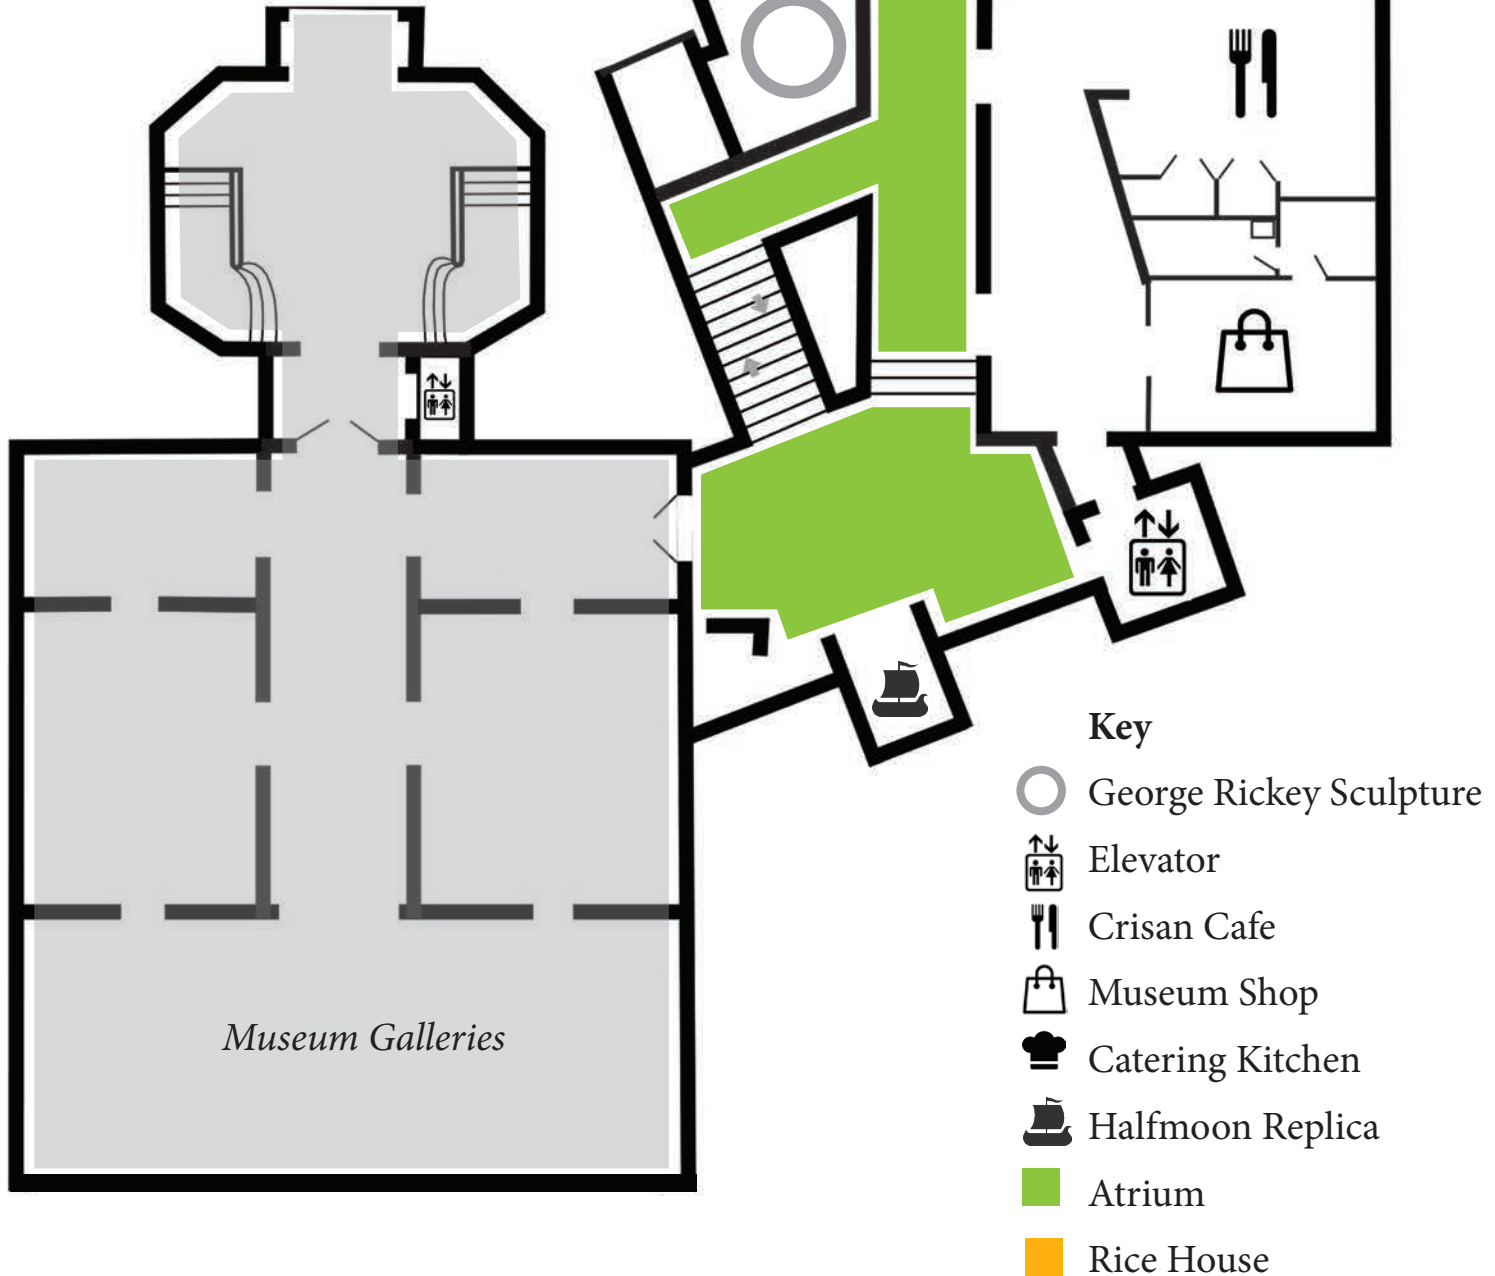 Museum Galleries
Key
George Rickey Sculpture
Elevator
Crisan Cafe
Museum Shop
Catering Kitchen
Halfmoon Replica
Atrium
Rice House